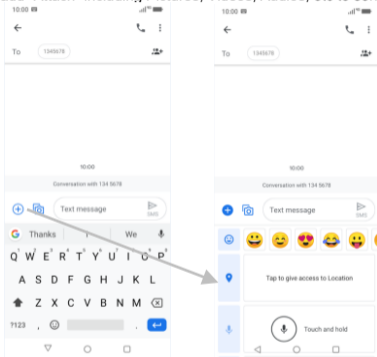 10:00
To 1345678
10:00
Conversation with 134 5678
Text message
SMS
G Thanks I We
Q W E R T Y U I O P
A S D F G H J K L
Z X C V B N M
?123 , .
10:00
To 1345678
10:00
Conversation with 134 5678
Text message
SMS
Tap to give access to Location
Touch and hold